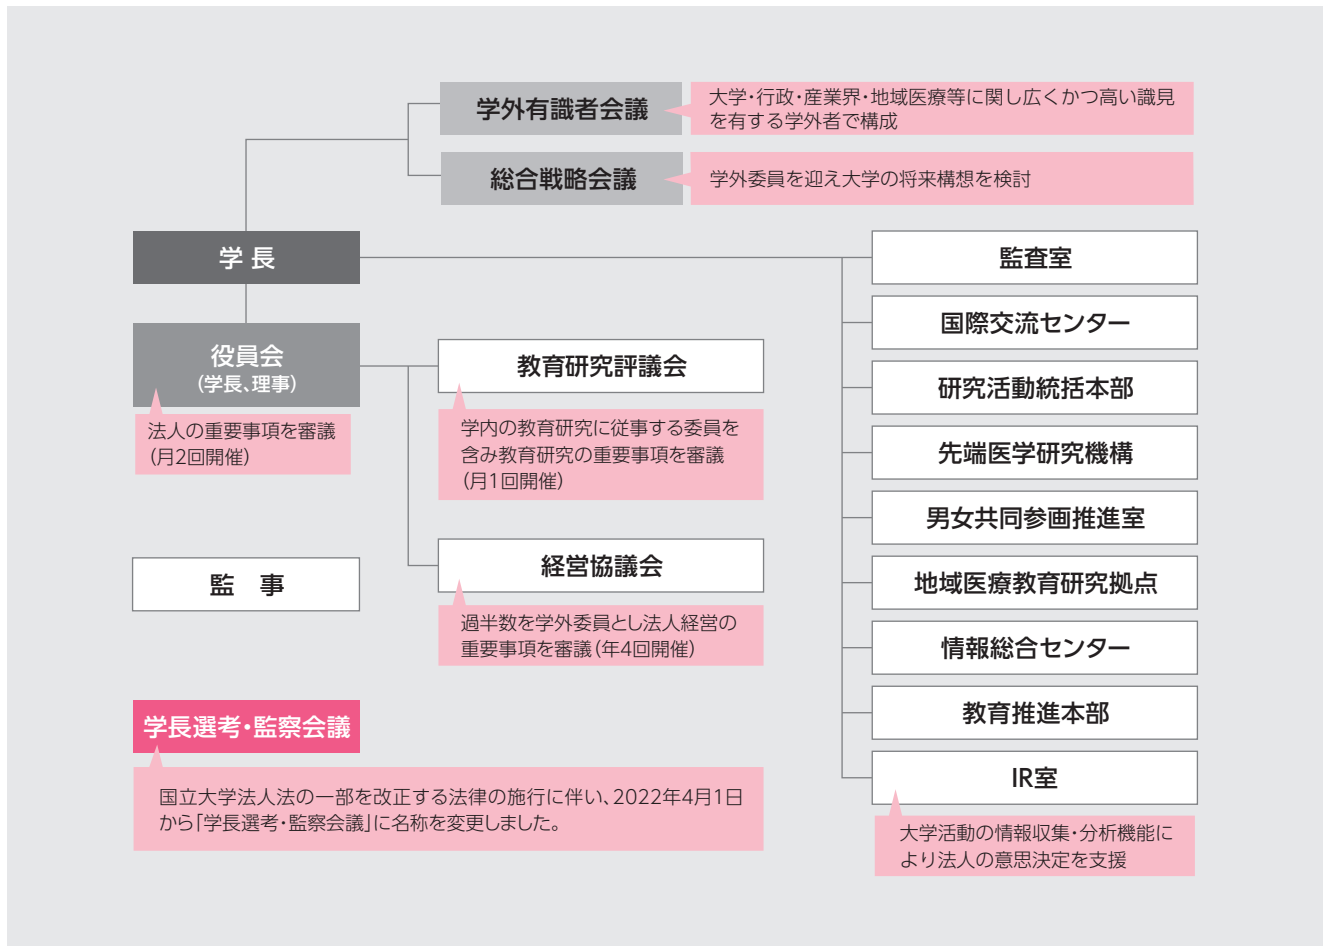 学外有識者会議
大学・行政・産業界・地域医療等に関し広くかつ高い識見
を有する学外者で構成
総合戦略会議
学外委員を迎え大学の将来構想を検討
学 長
役員会
(学長、理事)
法人の重要事項を審議
(月2回開催)
教育研究評議会
学内の教育研究に従事する委員を
含み教育研究の重要事項を審議
(月1回開催)
経営協議会
過半数を学外委員とし法人経営の
重要事項を審議(年4回開催)
監 事
学長選考・監察会議
国立大学法人法の一部を改正する法律の施行に伴い、2022年4月1日
から「学長選考・監察会議」に名称を変更しました。
監査室
国際交流センター
研究活動統括本部
先端医学研究機構
男女共同参画推進室
地域医療教育研究拠点
情報総合センター
教育推進本部
IR室
大学活動の情報収集・分析機能に
より法人の意思決定を支援